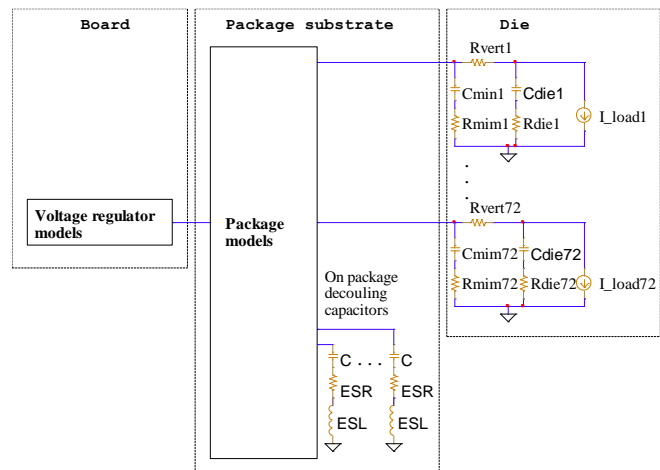 Board
Package substrate
Die
Rvert1
Cmin1
Cdie1
Rmim1
Rdie1
I_load1
.
.
.
Rvert72
Voltage regulator
models
Package
models
Cmim72
Cdie72
Rmim72
Rdie72
I_load72
On package
decouling
capacitors
C . . . C
ESR ESR
ESL ESL